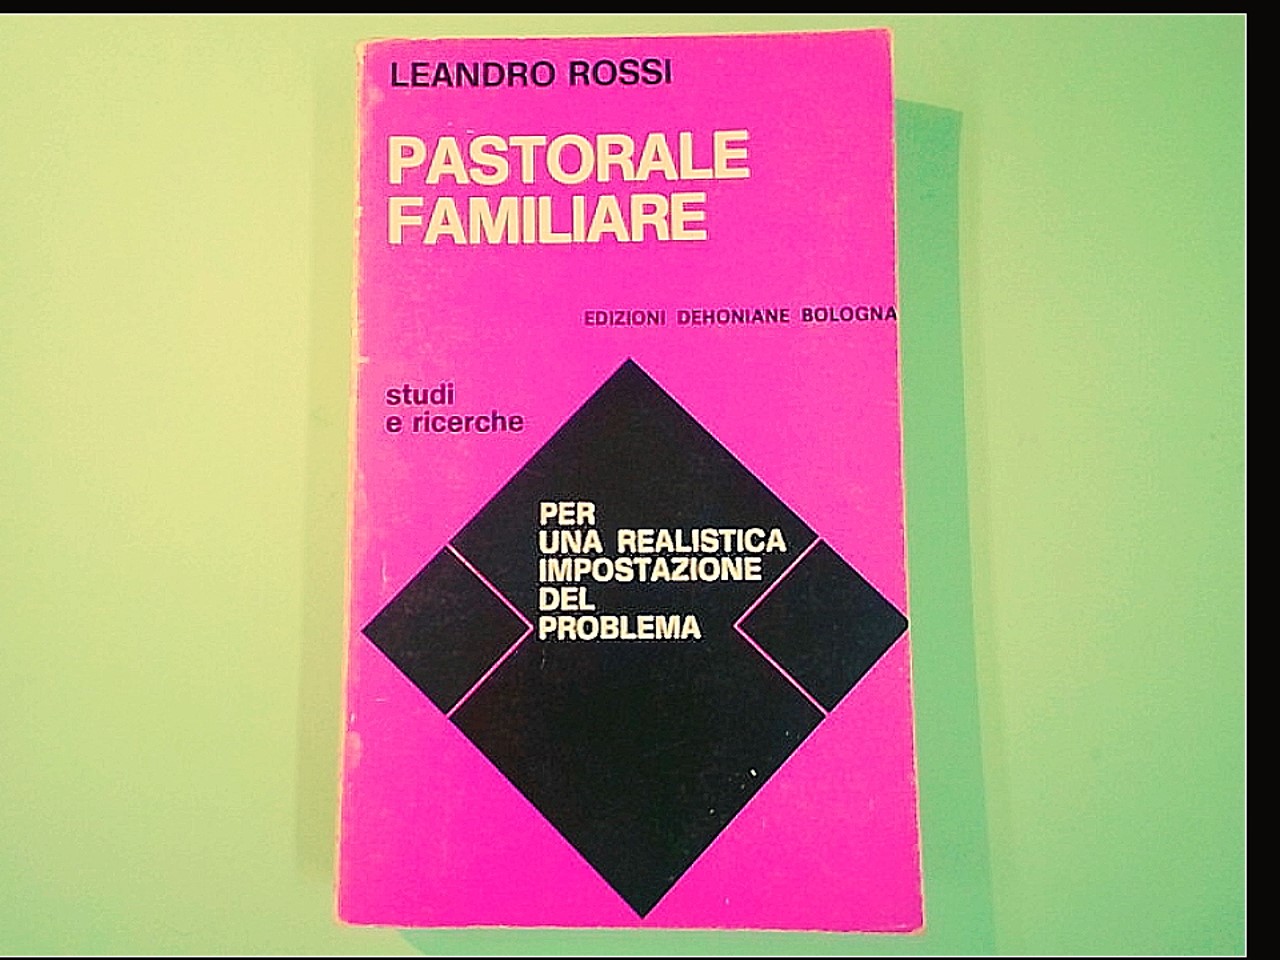 LEANDRO ROSSI
PASTORALE
FAMILIARE
EDIZIONI DEHONIANE BOLOGNA
studi
e ricerche
PER
UNA REALISTICA
IMPOSTAZIONE
DEL
PROBLEMA